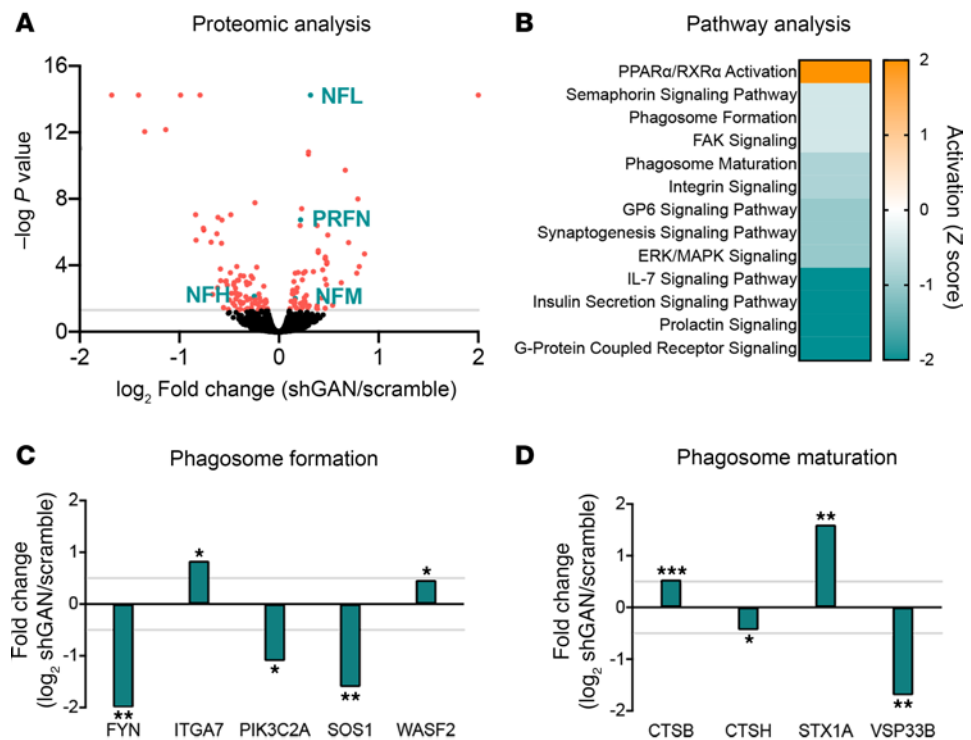 A
Proteomic analysis
16
12
8
4
0
-2
-1
0
1
2
–log P value
log2 Fold change (shGAN/scramble)
NFL
PRFN
NFH
NFM
B
Pathway analysis
PPARα/RXRα Activation
Semaphorin Signaling Pathway
Phagosome Formation
FAK Signaling
Phagosome Maturation
Integrin Signaling
GP6 Signaling Pathway
Synaptogenesis Signaling Pathway
ERK/MAPK Signaling
IL-7 Signaling Pathway
Insulin Secretion Signaling Pathway
Prolactin Signaling
G-Protein Coupled Receptor Signaling
2
1
0
-1
-2
Activation (Z score)
C
Phagosome formation
2
1
0
-1
-2
Fold change
(log2 shGAN/scramble)
**
*
*
**
*
FYN ITGA7 PIK3C2A SOS1 WASF2
D
Phagosome maturation
2
1
0
-1
-2
Fold change
(log2 shGAN/scramble)
***
*
**
**
CTSB CTSH STX1A VSP33B